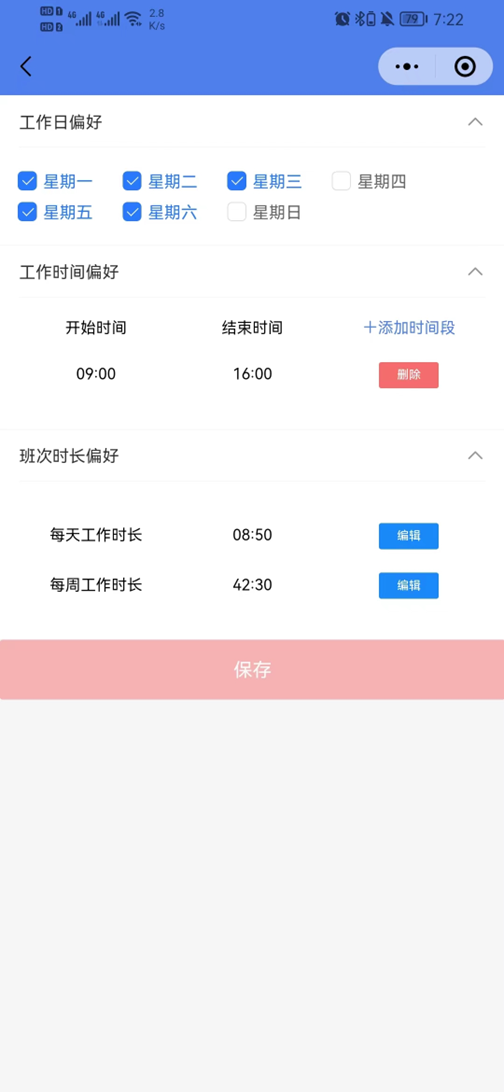 HD 1 4G 4G 2.8 79 7:22
HD 2 K/s
工作日偏好
星期一 星期二 星期三 星期四
星期五 星期六 星期日
工作时间偏好
开始时间 结束时间 +添加时间段
09:00 16:00 删除
班次时长偏好
每天工作时长 08:50 编辑
每周工作时长 42:30 编辑
保存